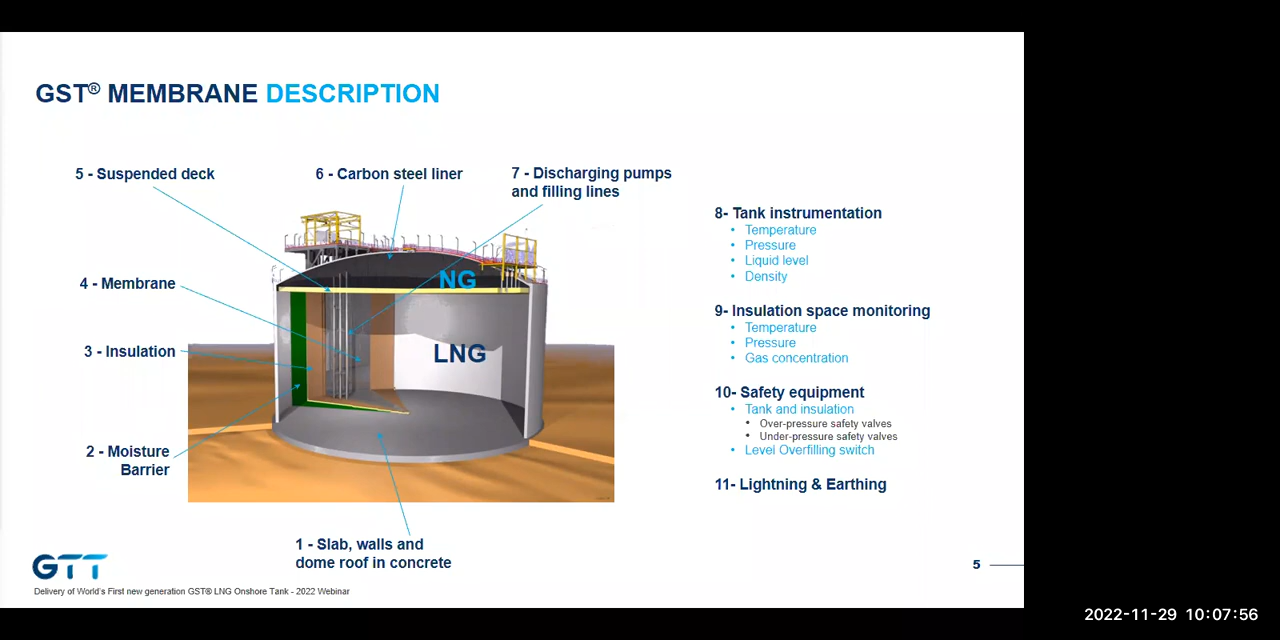 GST® MEMBRANE DESCRIPTION
5 - Suspended deck
6 - Carbon steel liner
7 - Discharging pumps
and filling lines
4 - Membrane
3 - Insulation
2 - Moisture
Barrier
NG
LNG
1 - Slab, walls and
dome roof in concrete
8- Tank instrumentation
• Temperature
• Pressure
• Liquid level
• Density
9- Insulation space monitoring
• Temperature
• Pressure
• Gas concentration
10- Safety equipment
• Tank and insulation
• Over-pressure safety valves
• Under-pressure safety valves
• Level Overfilling switch
11- Lightning & Earthing
GTT
5
Delivery of World's First new generation GST® LNG Onshore Tank - 2022 Webinar
2022-11-29 10:07:56